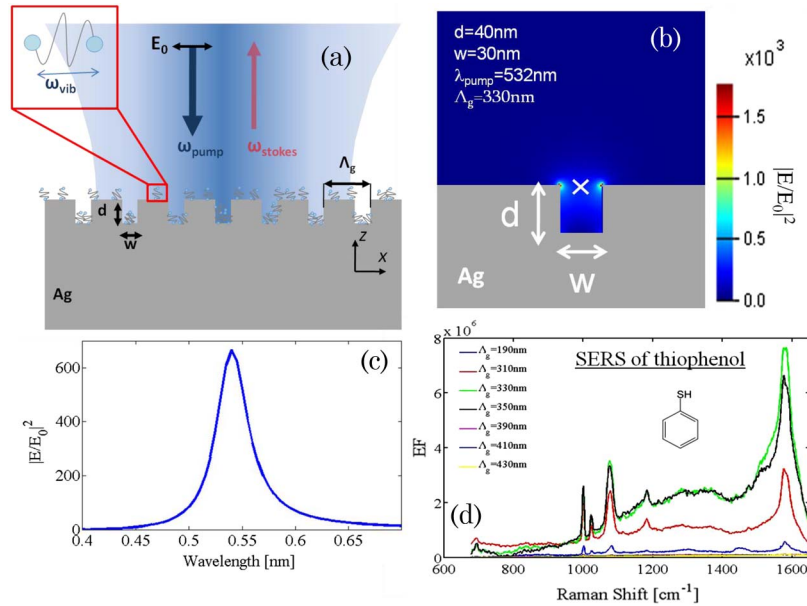 (a)
E₀
ω_vib
ω_pump
ω_stokes
Λ_g
d
w
Z
X
Ag
(b)
d=40nm
w=30nm
λ_pump=532nm
Λ_g=330nm
d
W
Ag
x10³
1.5
1.0
0.5
0.0
|E/E₀|²
(c)
600
400
200
0
|E/E₀|²
0.4
0.45
0.5
0.55
0.6
0.65
Wavelength [nm]
8 x 10⁶
6
4
2
0
EF
Λ_g=190nm
Λ_g=310nm
Λ_g=330nm
Λ_g=350nm
Λ_g=390nm
Λ_g=410nm
Λ_g=430nm
SERS of thiophenol
SH
(d)
600
800
1000
1200
1400
1600
Raman Shift [cm⁻¹]